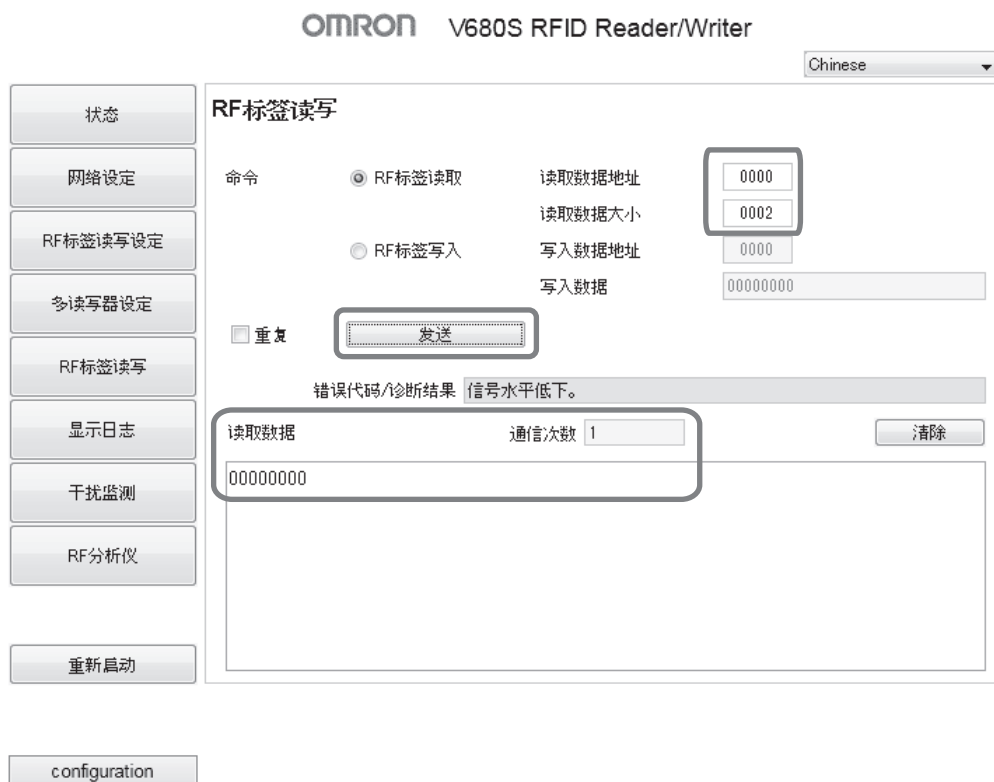 OMRON V680S RFID Reader/Writer
Chinese
状态
网络设定
RF标签读写设定
多读写器设定
RF标签读写
显示日志
干扰监测
RF分析仪
重新启动
configuration
RF标签读写
命令 RF标签读取 读取数据地址 0000
读取数据大小 0002
RF标签写入 写入数据地址 0000
写入数据 00000000
重复 发送
错误代码/诊断结果 信号水平低下。
读取数据 通信次数 1 清除
00000000